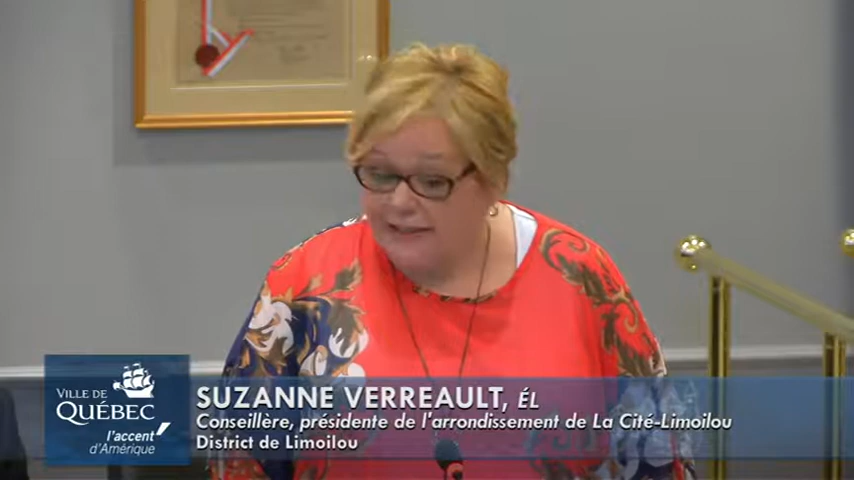 VILLE DE
QUÉBEC
l'accent
d'Amérique
SUZANNE VERREAULT, ÉL
Conseillère, présidente de l'arrondissement de La Cité-Limoilou
District de Limoilou